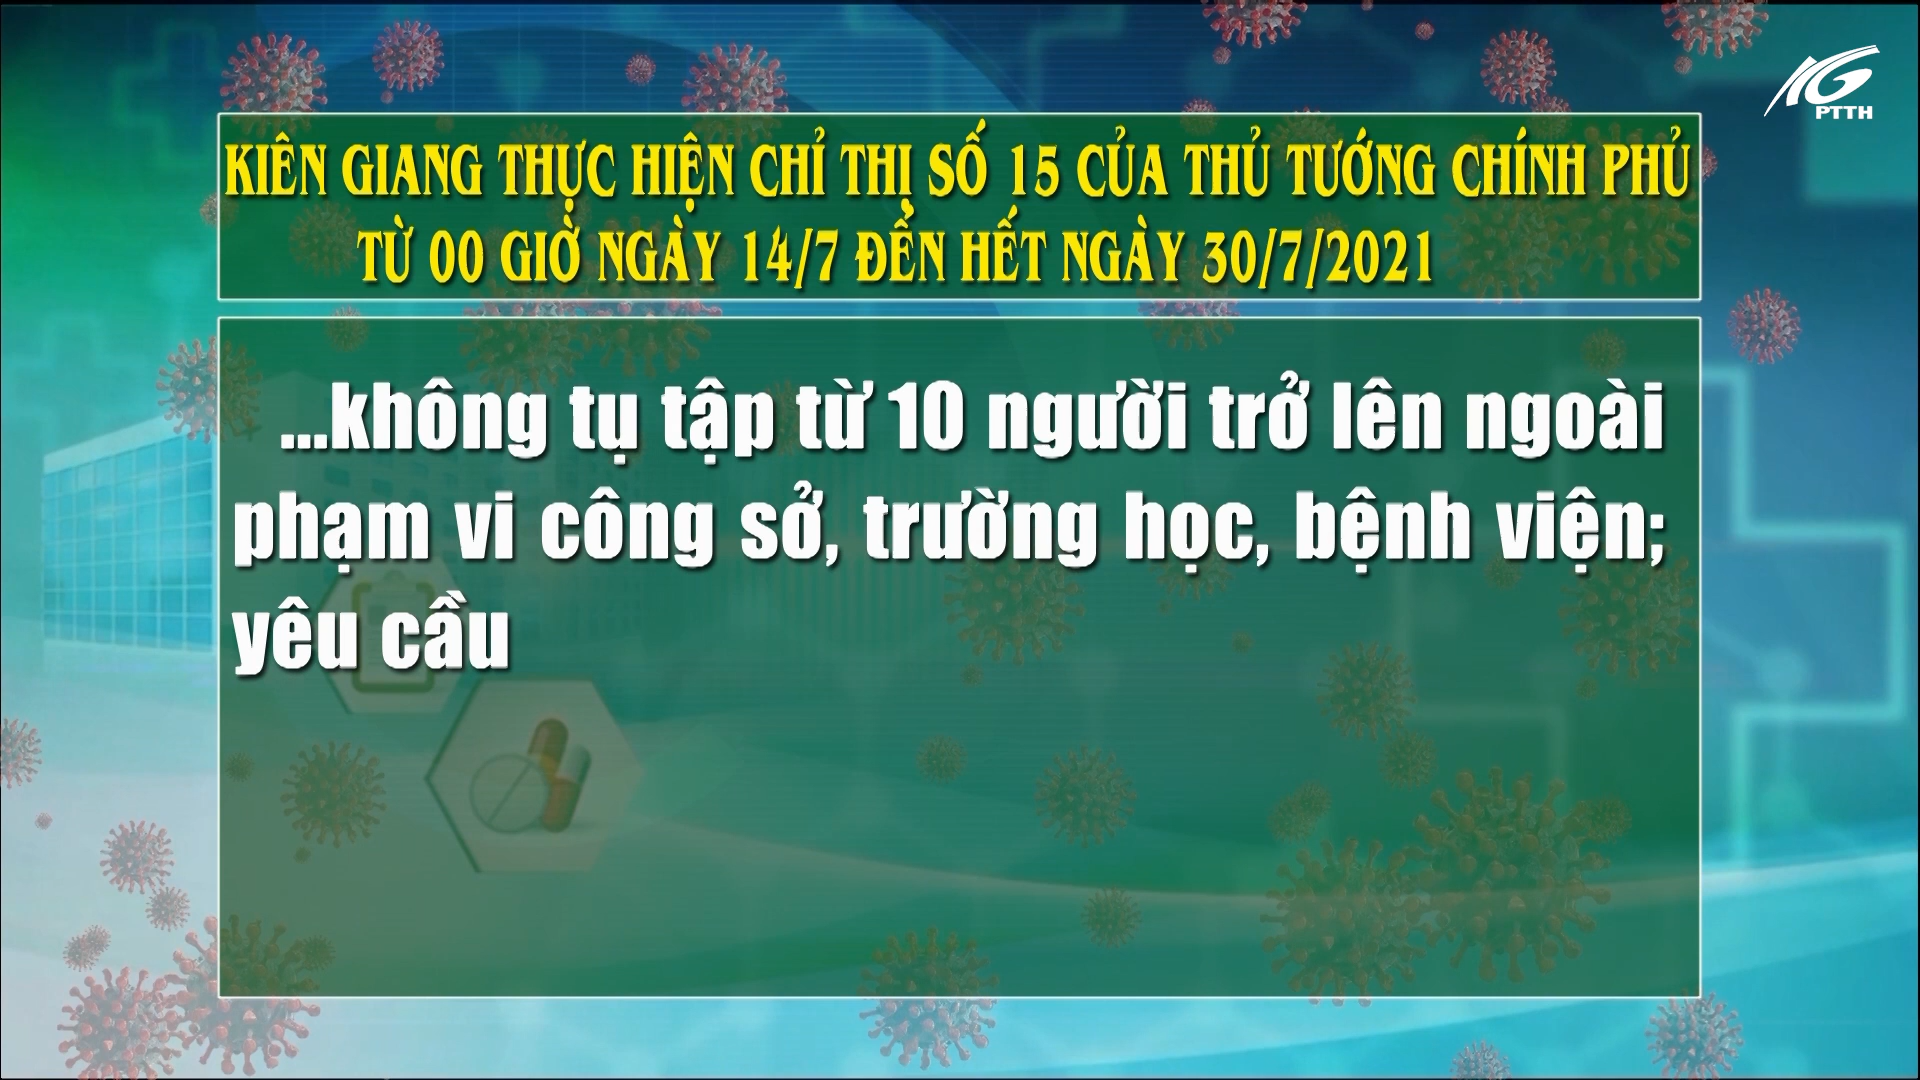 KG
PTTH
KIÊN GIANG THỰC HIỆN CHỈ THỊ SỐ 15 CỦA THỦ TƯỚNG CHÍNH PHỦ
TỪ 00 GIỜ NGÀY 14/7 ĐẾN HẾT NGÀY 30/7/2021
...không tụ tập từ 10 người trở lên ngoài
phạm vi công sở, trường học, bệnh viện;
yêu cầu